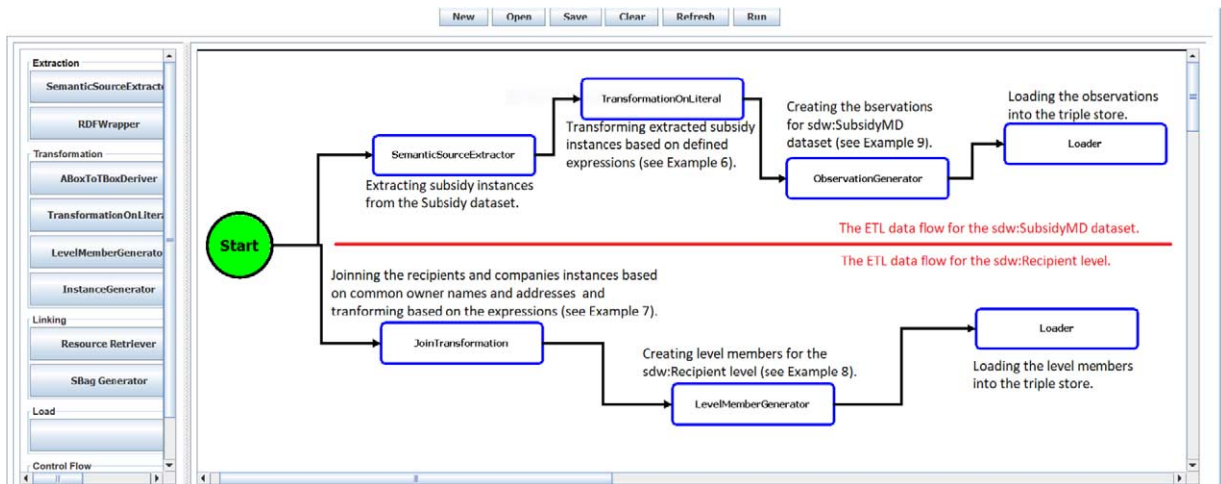 New Open Save Clear Refresh Run
Extraction
SemanticSourceExtracto
RDFWrapper
Transformation
ABoxToTBoxDeriver
TransformationOnLitera
LevelMemberGenerato
InstanceGenerator
Linking
Resource Retriever
SBag Generator
Load
Control Flow
Start
SemanticSourceExtractor
Extracting subsidy instances
from the Subsidy dataset.
TransformationOnLiteral
Transforming extracted subsidy
instances based on defined
expressions (see Example 6).
Creating the bservations
for sdw:SubsidyMD
dataset (see Example 9).
ObservationGenerator
Loading the observations
into the triple store.
Loader
The ETL data flow for the sdw:SubsidyMD dataset.
The ETL data flow for the sdw:Recipient level.
Joinning the recipients and companies instances based
on common owner names and addresses and
tranforming based on the expressions (see Example 7).
JoinTransformation
Creating level members for the
sdw:Recipient level (see Example 8).
LevelMemberGenerator
Loader
Loading the level members
into the triple store.